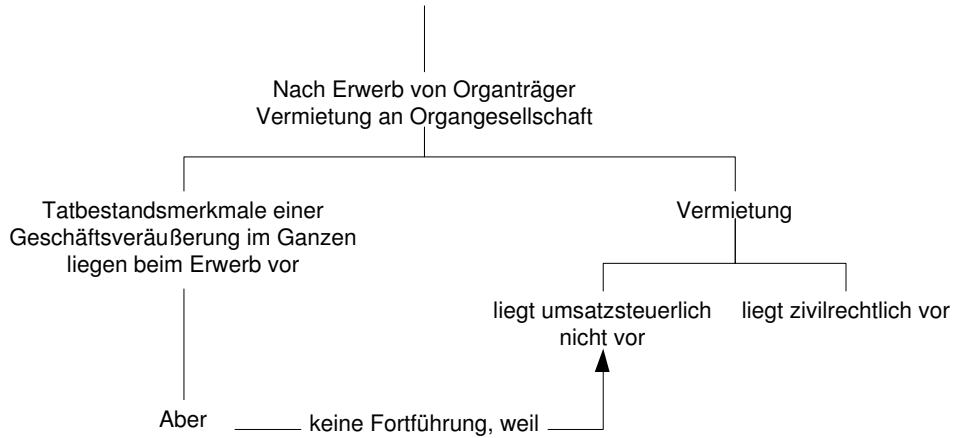 Nach Erwerb von Organträger
Vermietung an Organgesellschaft
Tatbestandsmerkmale einer
Geschäftsveräußerung im Ganzen
liegen beim Erwerb vor
Vermietung
liegt umsatzsteuerlich
nicht vor
liegt zivilrechtlich vor
Aber
keine Fortführung, weil